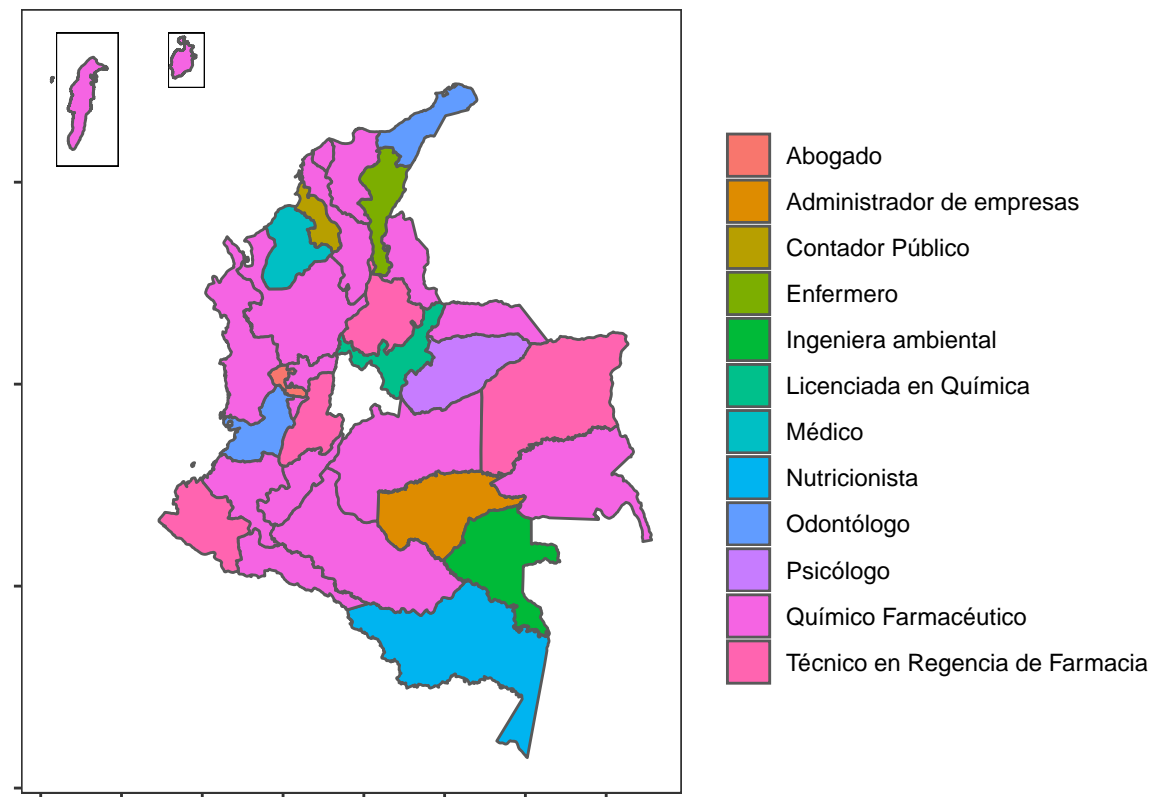 Abogado
Administrador de empresas
Contador Público
Enfermero
Ingeniera ambiental
Licenciada en Química
Médico
Nutricionista
Odontólogo
Psicólogo
Químico Farmacéutico
Técnico en Regencia de Farmacia